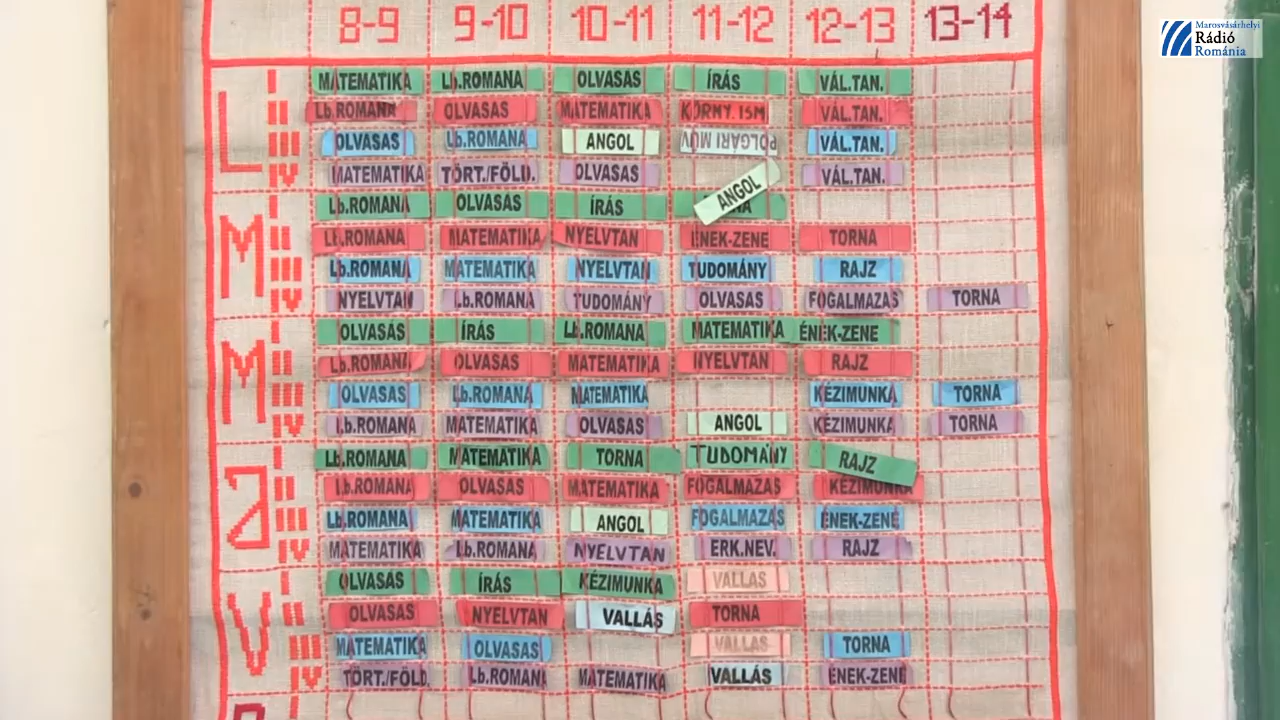 Marosvásárhelyi
Rádió
Románia
8-9 9-10 10-11 11-12 12-13 13-14
L I MATEMATIKA Lb.ROMANA OLVASAS ÍRÁS VÁL.TAN.
II Lb.ROMANA OLVASAS MATEMATIKA KÖRNY.ISM VÁL.TAN.
III OLVASAS Lb.ROMANA ANGOL POLGÁRI MŰV VÁL.TAN.
IV MATEMATIKA TÖRT./FÖLD. OLVASAS VÁL.TAN.
M I Lb.ROMANA OLVASAS ÍRÁS ANGOL
II Lb.ROMANA MATEMATIKA NYELVTAN ENEK-ZENE TORNA
III Lb.ROMANA MATEMATIKA NYELVTAN TUDOMÁNY RAJZ
IV NYELVTAN Lb.ROMANA TUDOMÁNY OLVASAS FOGALMAZAS TORNA
M I OLVASAS ÍRÁS Lb.ROMANA MATEMATIKA ÉNEK-ZENE
II Lb.ROMANA OLVASAS MATEMATIKA NYELVTAN RAJZ
III OLVASAS Lb.ROMANA MATEMATIKA KÉZIMUNKA TORNA
IV Lb.ROMANA MATEMATIKA OLVASAS ANGOL KÉZIMUNKA TORNA
J I Lb.ROMANA MATEMATIKA TORNA TUDOMÁNY RAJZ
II Lb.ROMANA OLVASAS MATEMATIKA FOGALMAZAS KÉZIMUNKA
III Lb.ROMANA MATEMATIKA ANGOL FOGALMAZAS ÉNEK-ZENE
IV MATEMATIKA Lb.ROMANA NYELVTAN ERK.NEV. RAJZ
V I OLVASAS ÍRÁS KÉZIMUNKA VALLAS
II OLVASAS NYELVTAN VALLÁS TORNA
III MATEMATIKA OLVASAS VALLAS TORNA
IV TÖRT./FÖLD. Lb.ROMANA MATEMATIKA VALLÁS ÉNEK-ZENE